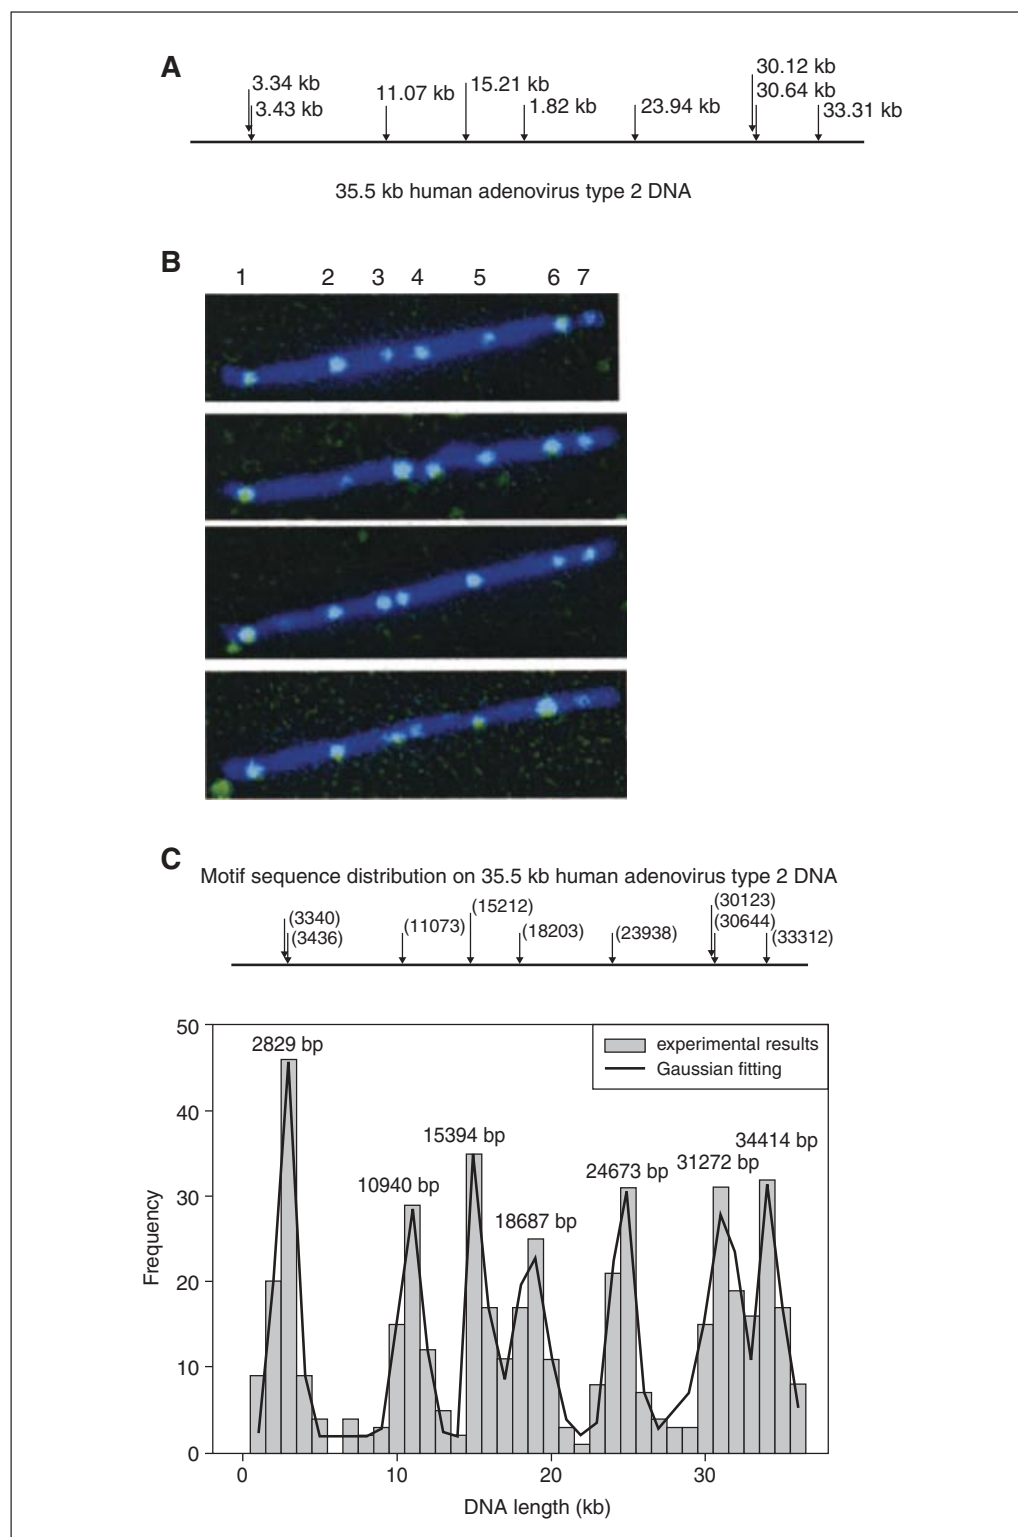 A
3.34 kb
3.43 kb
11.07 kb
15.21 kb
1.82 kb
23.94 kb
30.12 kb
30.64 kb
33.31 kb
35.5 kb human adenovirus type 2 DNA
B
1 2 3 4 5 6 7
C
Motif sequence distribution on 35.5 kb human adenovirus type 2 DNA
(3340)
(3436)
(11073)
(15212)
(18203)
(23938)
(30123)
(30644)
(33312)
50
40
30
20
10
0
Frequency
2829 bp
10940 bp
15394 bp
18687 bp
24673 bp
31272 bp
34414 bp
experimental results
Gaussian fitting
0 10 20 30
DNA length (kb)